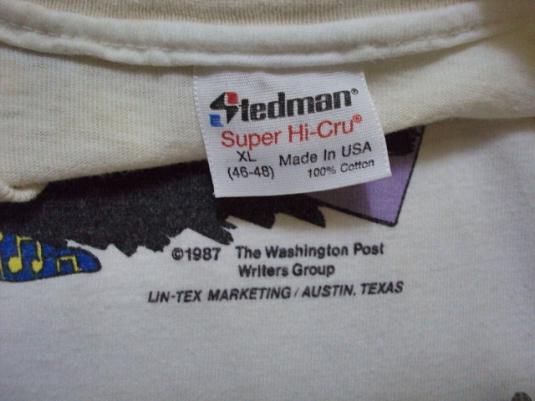 Stedman®
Super Hi-Cru®
XL Made In USA
(46-48) 100% Cotton
©1987 The Washington Post
Writers Group
LIN-TEX MARKETING / AUSTIN, TEXAS